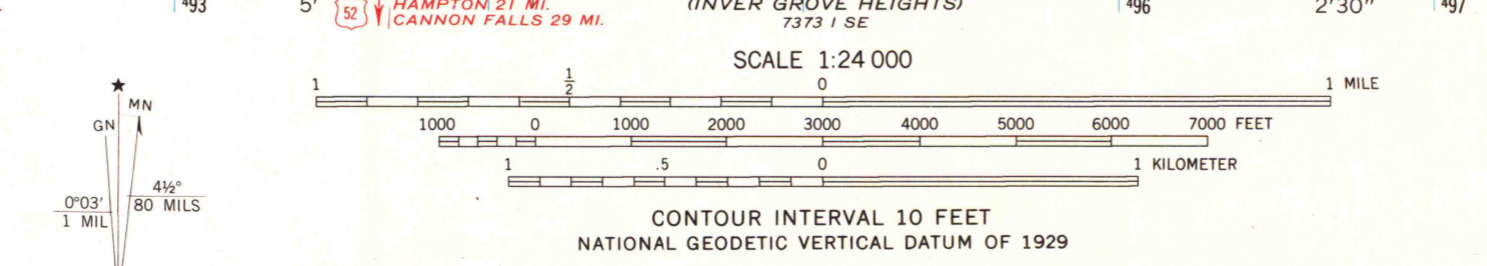 493 5' HAMPTON 21 MI. (INVER GROVE HEIGHTS) 496 2'30" 497
52 CANNON FALLS 29 MI. 7373 I SE
SCALE 1:24 000
1 1/2 0 1 MILE
MN
GN
1000 0 1000 2000 3000 4000 5000 6000 7000 FEET
1 .5 0 1 KILOMETER
4½°
0°03' 80 MILS
1 MIL
CONTOUR INTERVAL 10 FEET
NATIONAL GEODETIC VERTICAL DATUM OF 1929